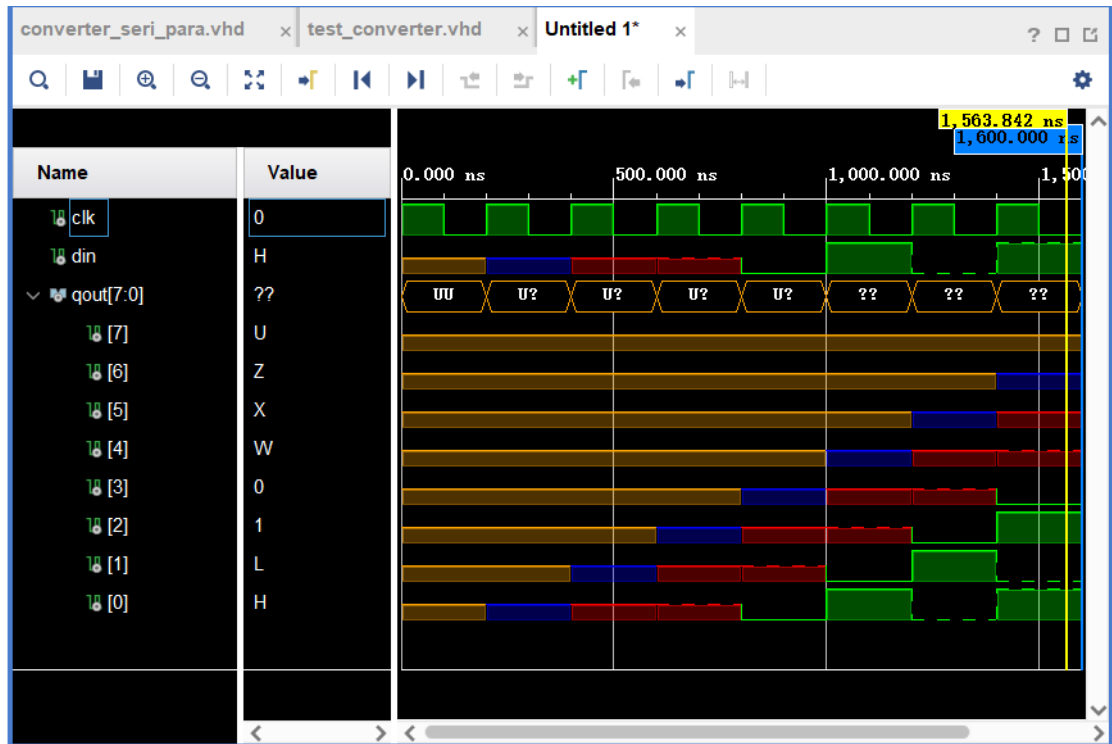 converter_seri_para.vhd × test_converter.vhd × Untitled 1* × ?
1,563.842 ns
1,600.000 ns
Name Value 0.000 ns 500.000 ns 1,000.000 ns 1,500
clk 0
din H
qout[7:0] ?? UU U? U? U? U? ?? ?? ??
[7] U
[6] Z
[5] X
[4] W
[3] 0
[2] 1
[1] L
[0] H